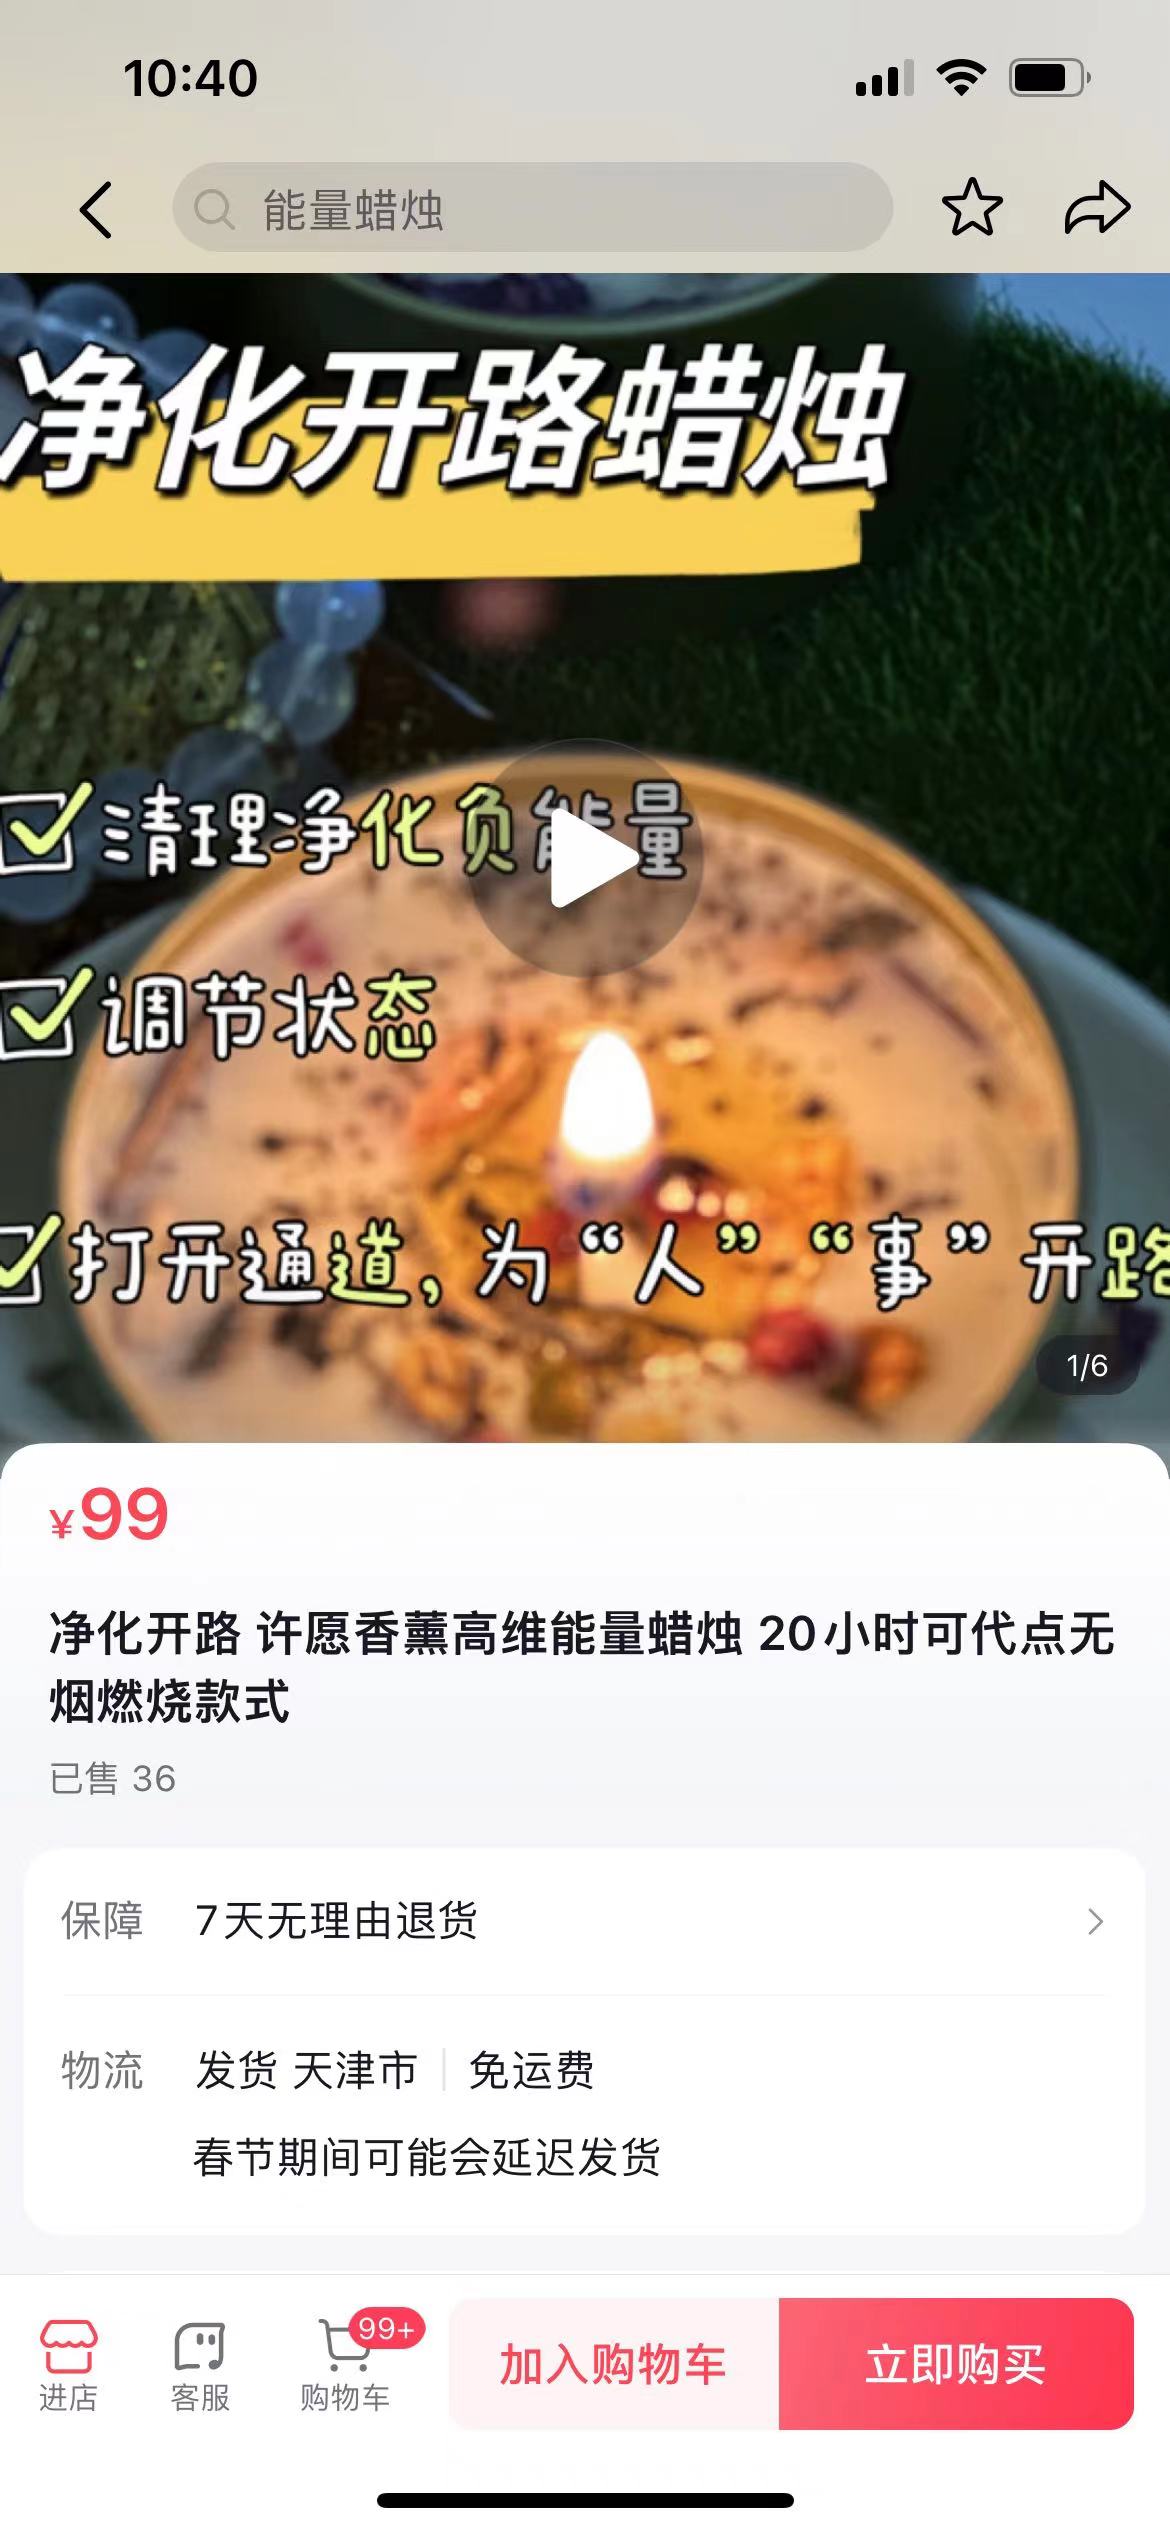 10:40
能量蜡烛
净化开路蜡烛
清理净化负能量
调节状态
打开通道，为“人”“事”开路
1/6
¥99
净化开路 许愿香薰高维能量蜡烛 20小时可代点无
烟燃烧款式
已售 36
保障 7天无理由退货
物流 发货 天津市 免运费
春节期间可能会延迟发货
99+
进店 客服 购物车 加入购物车 立即购买